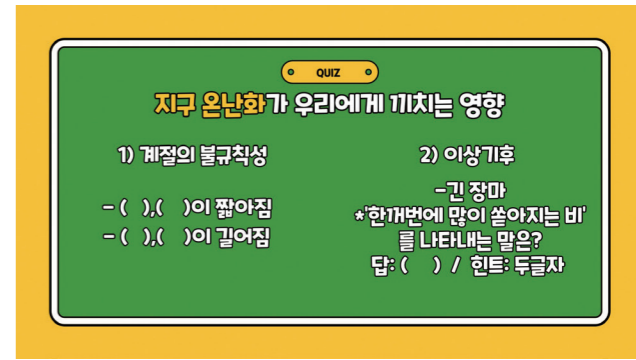 QUIZ
지구 온난화가 우리에게 끼치는 영향
1) 계절의 불규칙성
- ( ),( )이 짧아짐
- ( ),( )이 길어짐
2) 이상기후
-긴 장마
*'한꺼번에 많이 쏟아지는 비'
를 나타내는 말은?
답: ( ) / 힌트: 두글자